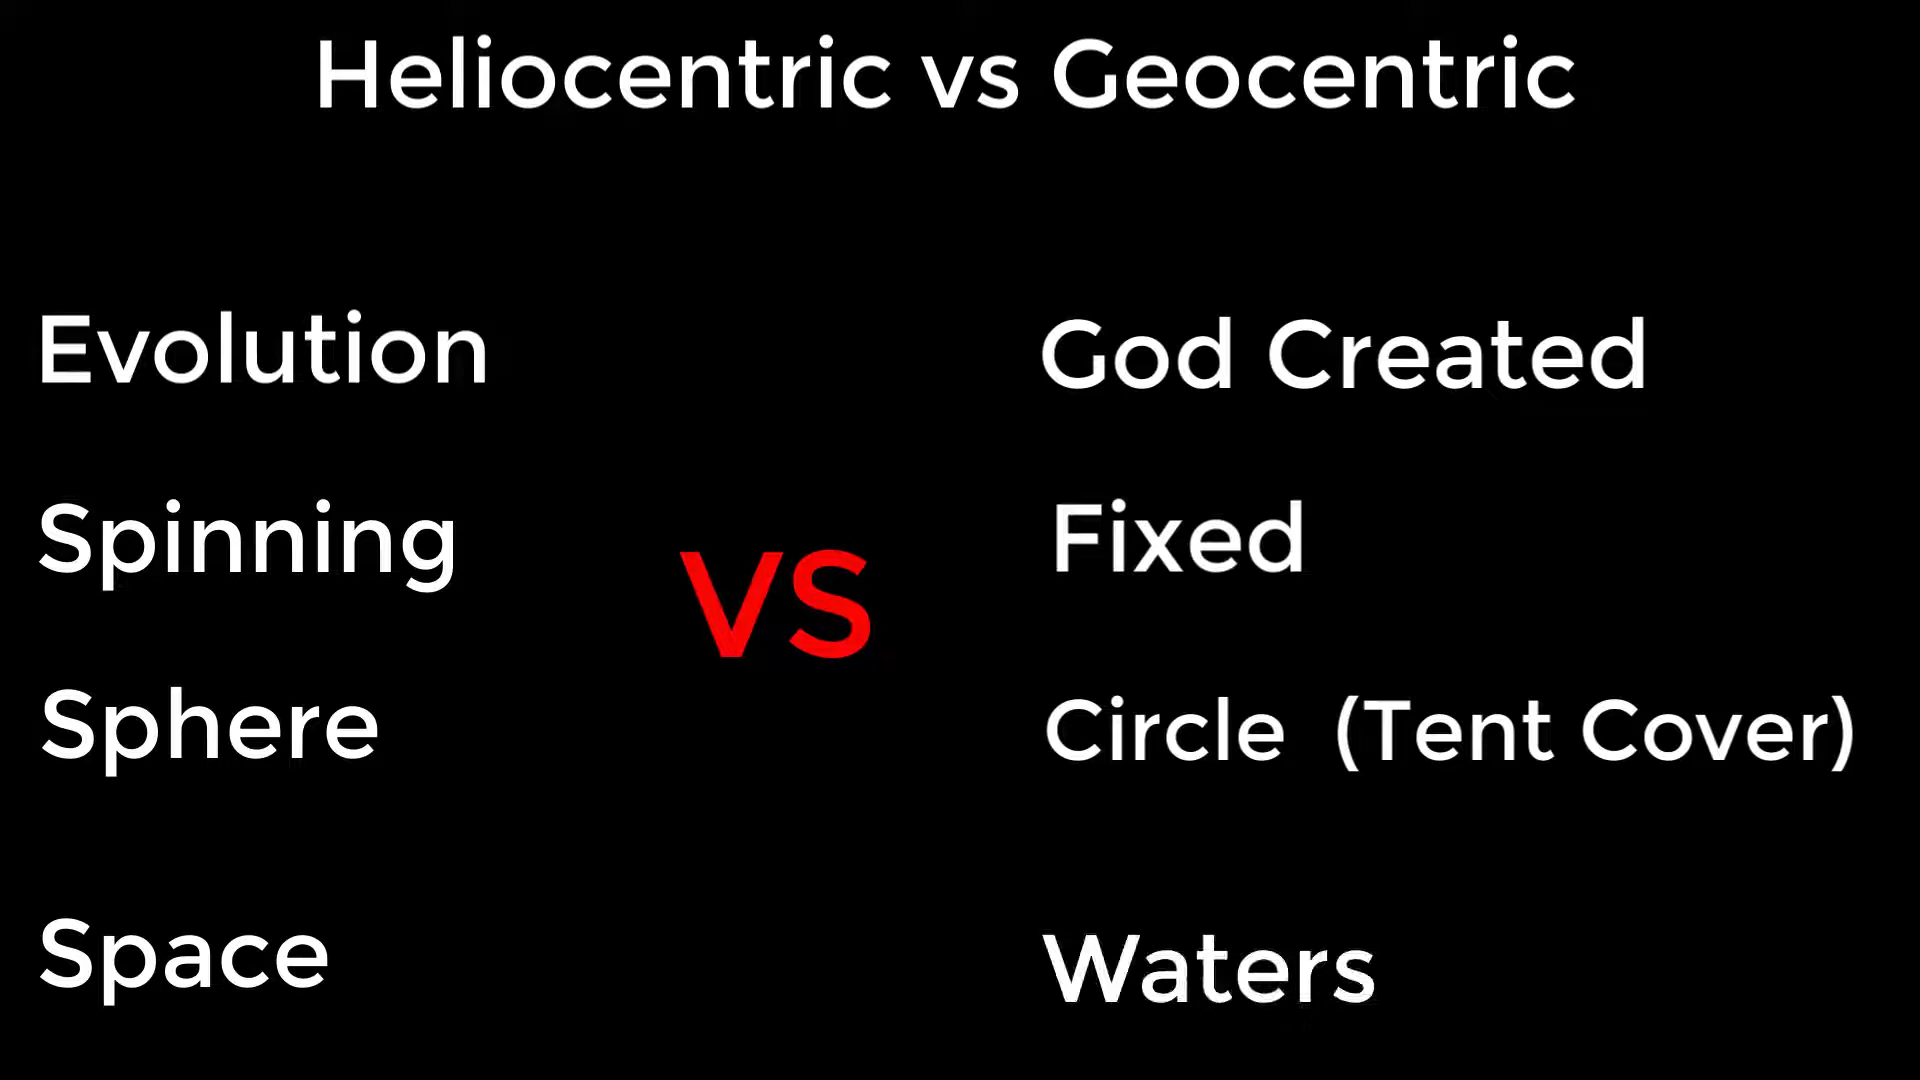 Heliocentric vs Geocentric
Evolution
God Created
Spinning
Fixed
VS
Sphere
Circle (Tent Cover)
Space
Waters